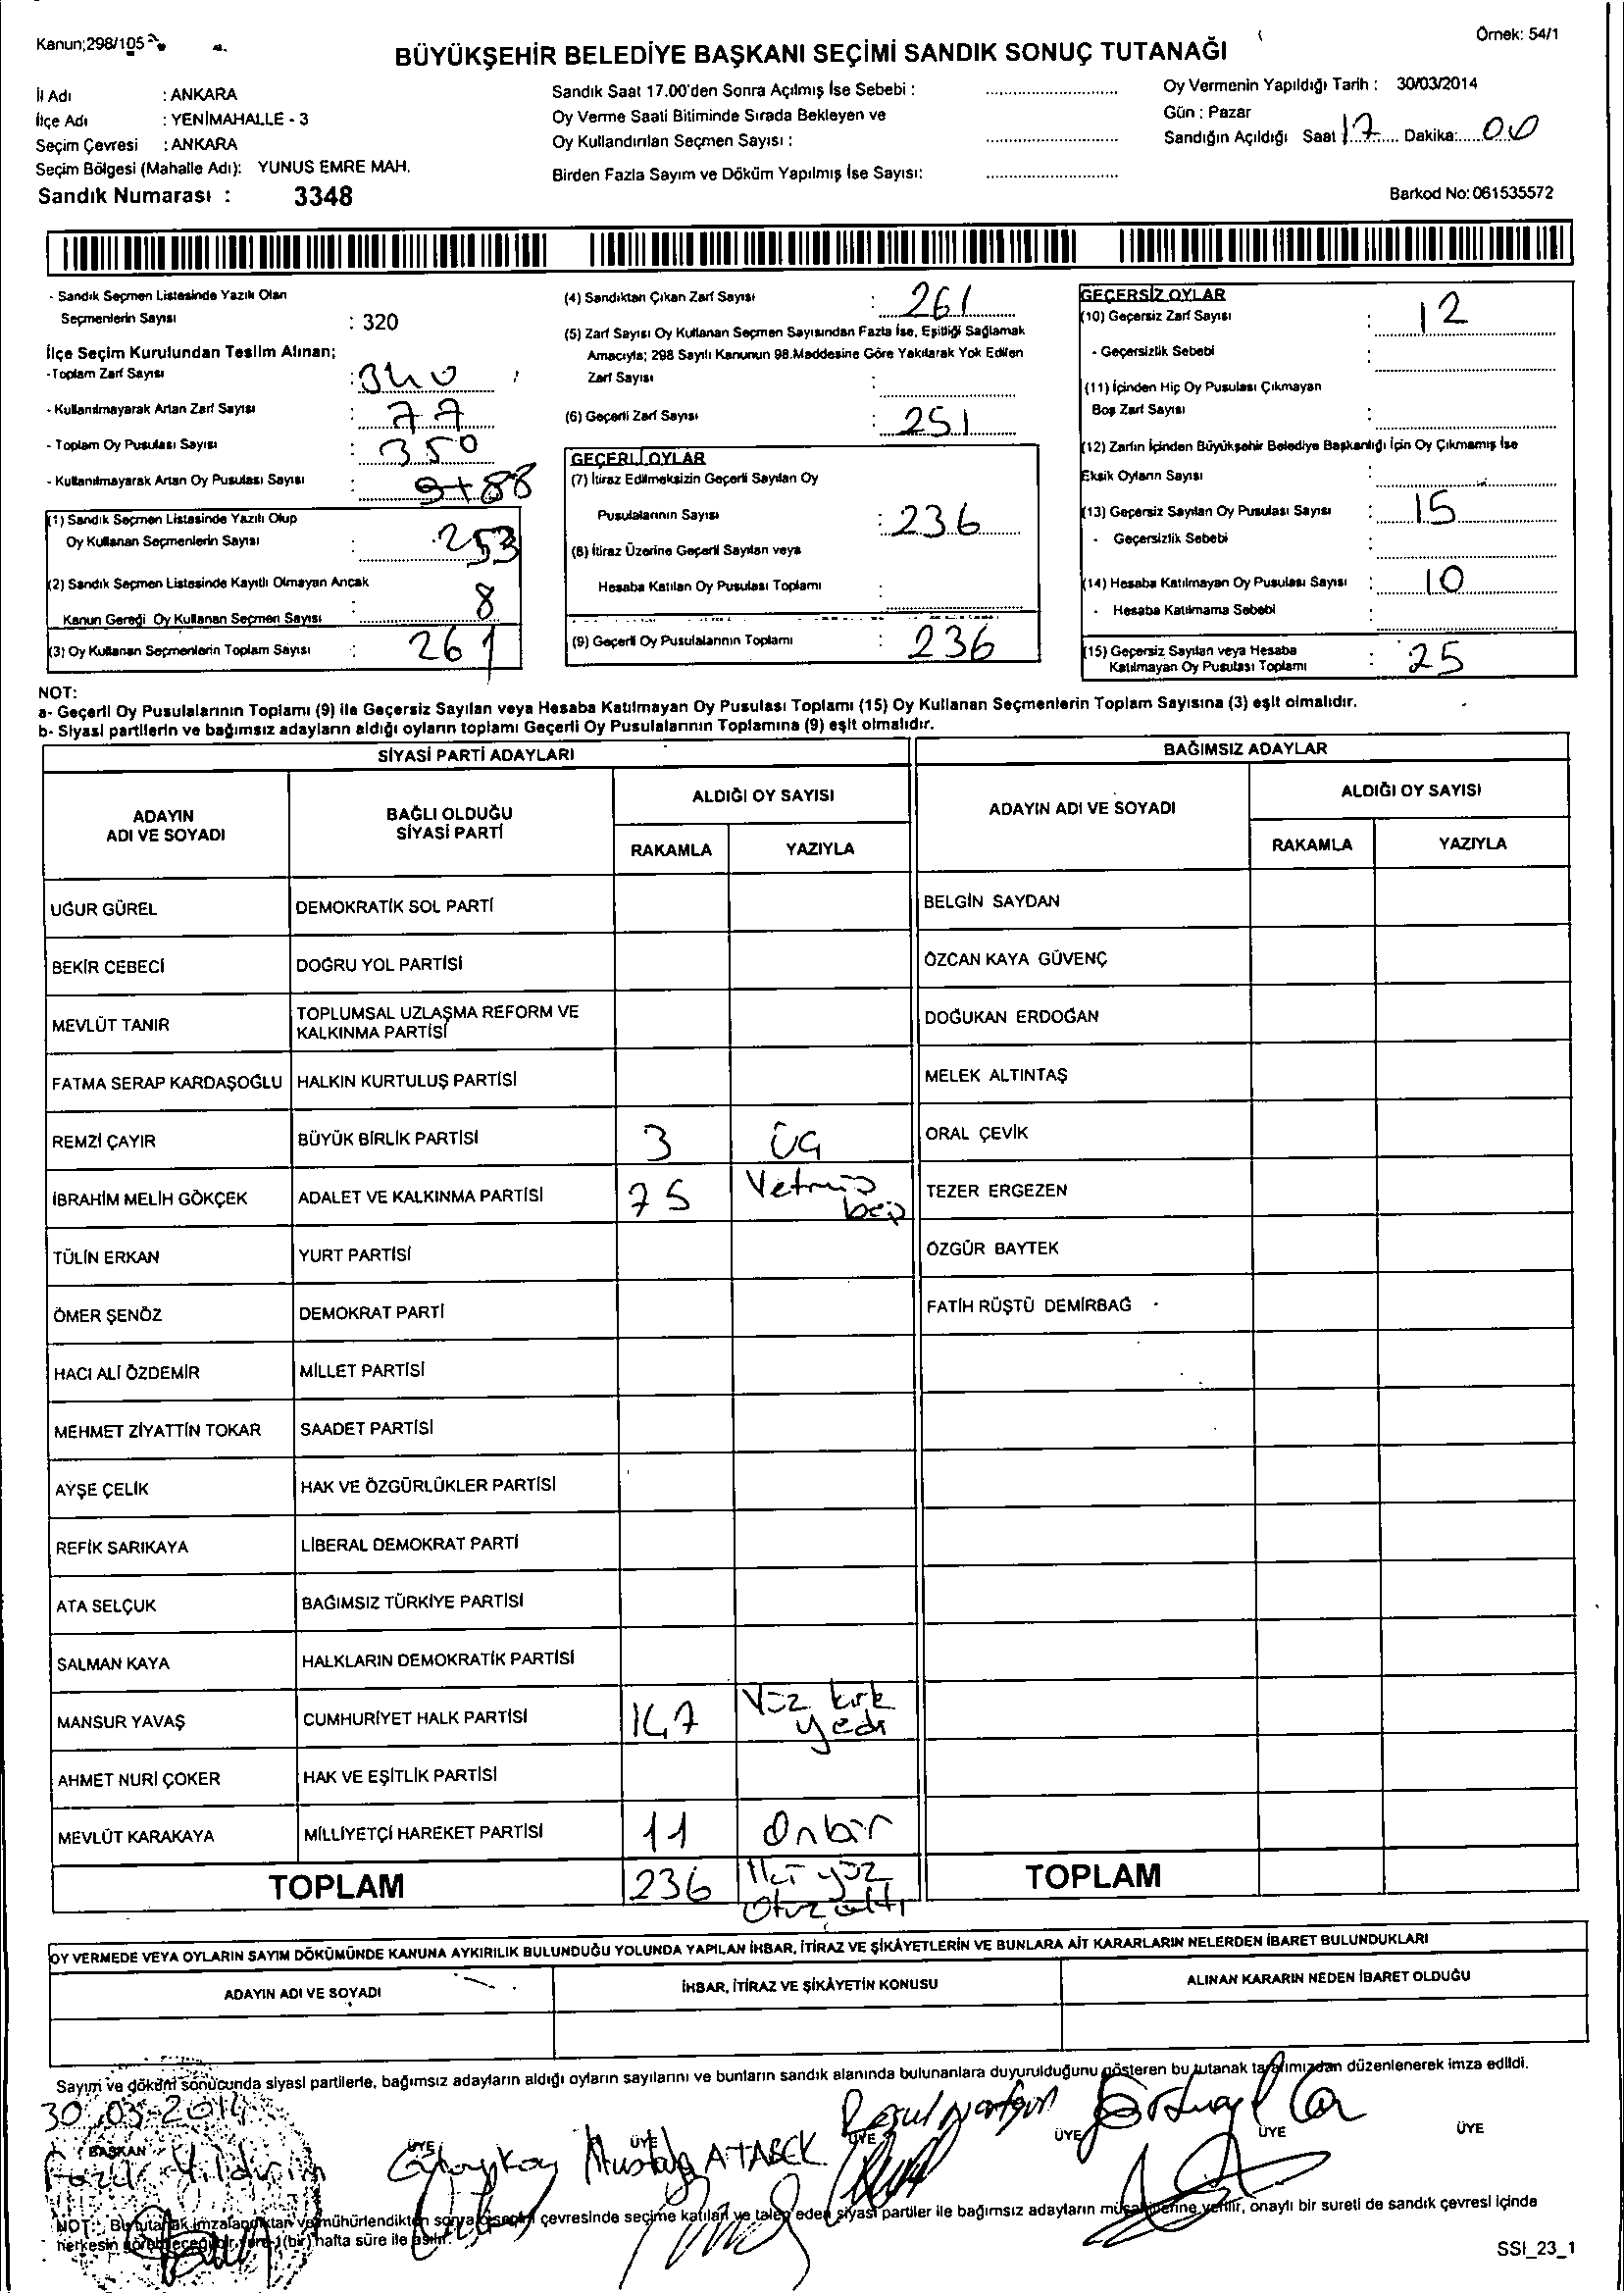 Kanun;298/105
BÜYÜKŞEHİR BELEDİYE BAŞKANI SEÇİMİ SANDIK SONUÇ TUTANAĞI
Örnek: 54/1
İl Adı : ANKARA
İlçe Adı : YENİMAHALLE - 3
Seçim Çevresi : ANKARA
Seçim Bölgesi (Mahalle Adı): YUNUS EMRE MAH.
Sandık Numarası : 3348
Sandık Saat 17.00'den Sonra Açılmış İse Sebebi :
Oy Verme Saati Bitiminde Sırada Bekleyen ve
Oy Kullandırılan Seçmen Sayısı :
Birden Fazla Sayım ve Döküm Yapılmış İse Sayısı:
Oy Vermenin Yapıldığı Tarih : 30/03/2014
Gün : Pazar
Sandığın Açıldığı Saat 17 Dakika: 00
Barkod No: 061535572
- Sandık Seçmen Listesinde Yazılı Olan
Seçmenlerin Sayısı : 320
İlçe Seçim Kurulundan Teslim Alınan;
-Toplam Zarf Sayısı : 340
- Kullanılmayarak Artan Zarf Sayısı : 77
- Toplam Oy Pusulası Sayısı : 350
- Kullanılmayarak Artan Oy Pusulası Sayısı : 9+88
(1) Sandık Seçmen Listesinde Yazılı Olup
Oy Kullanan Seçmenlerin Sayısı : 253
(2) Sandık Seçmen Listesinde Kayıtlı Olmayan Ancak
Kanun Gereği Oy Kullanan Seçmen Sayısı : 8
(3) Oy Kullanan Seçmenlerin Toplam Sayısı : 261
(4) Sandıktan Çıkan Zarf Sayısı : 261
(5) Zarf Sayısı Oy Kullanan Seçmen Sayısından Fazla İse, Eşitliği Sağlamak
Amacıyla; 298 Sayılı Kanunun 98.Maddesine Göre Yakılarak Yok Edilen
Zarf Sayısı :
(6) Geçerli Zarf Sayısı : 251
GEÇERLİ OYLAR
(7) İtiraz Edilmeksizin Geçerli Sayılan Oy
Pusulalarının Sayısı : 236
(8) İtiraz Üzerine Geçerli Sayılan veya
Hesaba Katılan Oy Pusulası Toplamı :
(9) Geçerli Oy Pusulalarının Toplamı : 236
GEÇERSİZ OYLAR
(10) Geçersiz Zarf Sayısı : 12
- Geçersizlik Sebebi :
(11) İçinden Hiç Oy Pusulası Çıkmayan
Boş Zarf Sayısı :
(12) Zarfın İçinden Büyükşehir Belediye Başkanlığı İçin Oy Çıkmamış İse
Eksik Oyların Sayısı :
(13) Geçersiz Sayılan Oy Pusulası Sayısı : 15
- Geçersizlik Sebebi :
(14) Hesaba Katılmayan Oy Pusulası Sayısı : 10
- Hesaba Katılmama Sebebi :
(15) Geçersiz Sayılan veya Hesaba
Katılmayan Oy Pusulası Toplamı : 25
NOT:
a- Geçerli Oy Pusulalarının Toplamı (9) ile Geçersiz Sayılan veya Hesaba Katılmayan Oy Pusulası Toplamı (15) Oy Kullanan Seçmenlerin Toplam Sayısına (3) eşit olmalıdır.
b- Siyasi partilerin ve bağımsız adayların aldığı oyların toplamı Geçerli Oy Pusulalarının Toplamına (9) eşit olmalıdır.
SİYASİ PARTİ ADAYLARI
BAĞIMSIZ ADAYLAR
ADAYIN
ADI VE SOYADI
BAĞLI OLDUĞU
SİYASİ PARTİ
ALDIĞI OY SAYISI
RAKAMLA YAZIYLA
ADAYIN ADI VE SOYADI
ALDIĞI OY SAYISI
RAKAMLA YAZIYLA
UĞUR GÜREL DEMOKRATİK SOL PARTİ BELGİN SAYDAN
BEKİR CEBECİ DOĞRU YOL PARTİSİ ÖZCAN KAYA GÜVENÇ
MEVLÜT TANIR TOPLUMSAL UZLAŞMA REFORM VE
KALKINMA PARTİSİ DOĞUKAN ERDOĞAN
FATMA SERAP KARDAŞOĞLU HALKIN KURTULUŞ PARTİSİ MELEK ALTINTAŞ
REMZİ ÇAYIR BÜYÜK BİRLİK PARTİSİ 3 ÜÇ ORAL ÇEVİK
İBRAHİM MELİH GÖKÇEK ADALET VE KALKINMA PARTİSİ 75 Yetmiş
beş TEZER ERGEZEN
TÜLİN ERKAN YURT PARTİSİ ÖZGÜR BAYTEK
ÖMER ŞENÖZ DEMOKRAT PARTİ FATİH RÜŞTÜ DEMİRBAĞ
HACI ALİ ÖZDEMİR MİLLET PARTİSİ
MEHMET ZİYATTİN TOKAR SAADET PARTİSİ
AYŞE ÇELİK HAK VE ÖZGÜRLÜKLER PARTİSİ
REFİK SARIKAYA LİBERAL DEMOKRAT PARTİ
ATA SELÇUK BAĞIMSIZ TÜRKİYE PARTİSİ
SALMAN KAYA HALKLARIN DEMOKRATİK PARTİSİ
MANSUR YAVAŞ CUMHURİYET HALK PARTİSİ 147 Yüz kırk
yedi
AHMET NURİ ÇOKER HAK VE EŞİTLİK PARTİSİ
MEVLÜT KARAKAYA MİLLİYETÇİ HAREKET PARTİSİ 11 Onbir
TOPLAM 236 İki yüz
otuz altı TOPLAM
OY VERMEDE VEYA OYLARIN SAYIM DÖKÜMÜNDE KANUNA AYKIRILIK BULUNDUĞU YOLUNDA YAPILAN İHBAR, İTİRAZ VE ŞİKÂYETLERİN VE BUNLARA AİT KARARLARIN NELERDEN İBARET BULUNDUKLARI
ADAYIN ADI VE SOYADI
İHBAR, İTİRAZ VE ŞİKÂYETİN KONUSU
ALINAN KARARIN NEDEN İBARET OLDUĞU
Sayım ve döküm sonucunda siyasi partilerle, bağımsız adayların aldığı oyların sayılarını ve bunların sandık alanında bulunanlara duyurulduğunu gösteren bu tutanak tarafımızdan düzenlenerek imza edildi.
30.03.2014
BAŞKAN ÜYE ÜYE ÜYE ÜYE ÜYE ÜYE
Yıldırım Mustafa ATABEK
NOT: Bu tutanak imzalandıktan ve mühürlendikten sonra seçim çevresinde seçime katılan ve talep eden siyasi partiler ile bağımsız adayların müşahitlerine verilir, onaylı bir sureti de sandık çevresi içinde
herkesin görebileceği bir yere 1(bir) hafta süre ile asılır.
SSI_23_1